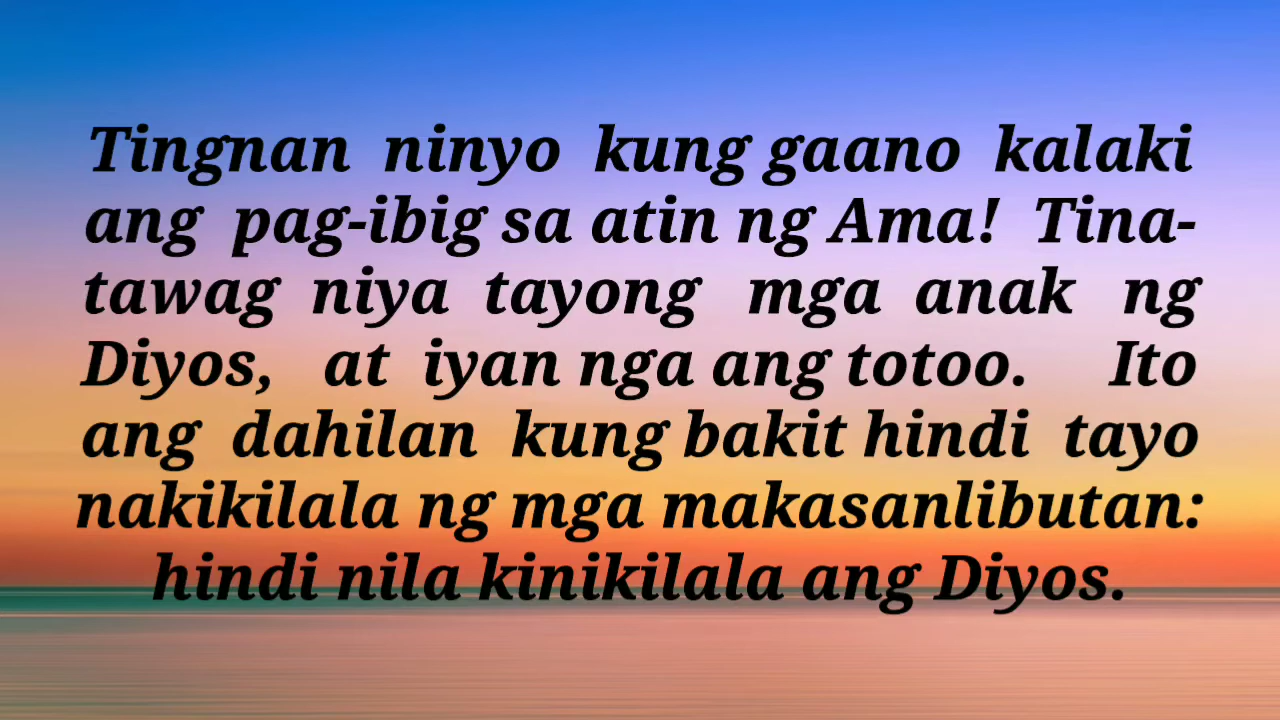 Tingnan ninyo kung gaano kalaki
ang pag-ibig sa atin ng Ama! Tina-
tawag niya tayong mga anak ng
Diyos, at iyan nga ang totoo. Ito
ang dahilan kung bakit hindi tayo
nakikilala ng mga makasanlibutan:
hindi nila kinikilala ang Diyos.